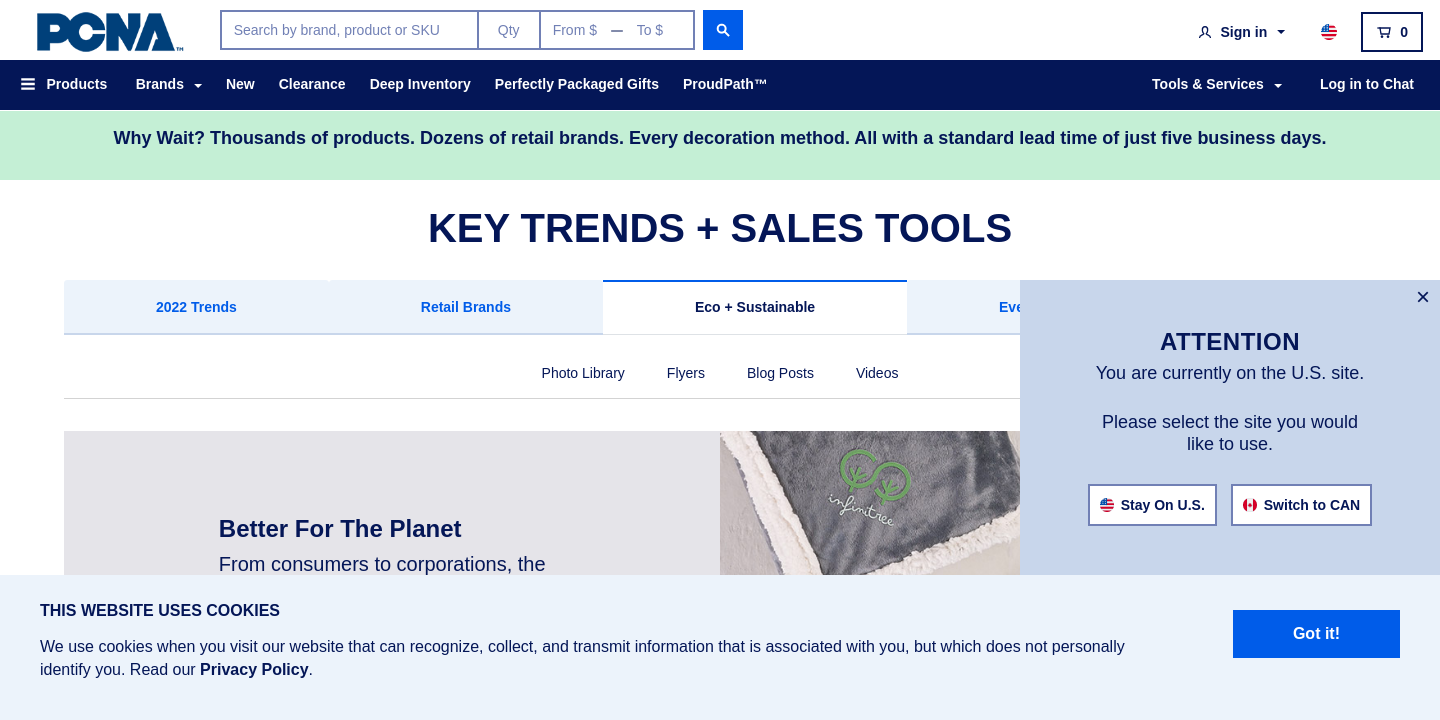 PCNA™
Search by brand, product or SKU
Qty
From $ — To $
Sign in
0
Products
Brands
New
Clearance
Deep Inventory
Perfectly Packaged Gifts
ProudPath™
Tools & Services
Log in to Chat
Why Wait? Thousands of products. Dozens of retail brands. Every decoration method. All with a standard lead time of just five business days.
KEY TRENDS + SALES TOOLS
2022 Trends
Retail Brands
Eco + Sustainable
Eve
Photo Library
Flyers
Blog Posts
Videos
Better For The Planet
From consumers to corporations, the
infinitree
×
ATTENTION
You are currently on the U.S. site.
Please select the site you would
like to use.
Stay On U.S.
Switch to CAN
THIS WEBSITE USES COOKIES
We use cookies when you visit our website that can recognize, collect, and transmit information that is associated with you, but which does not personally
identify you. Read our Privacy Policy.
Got it!